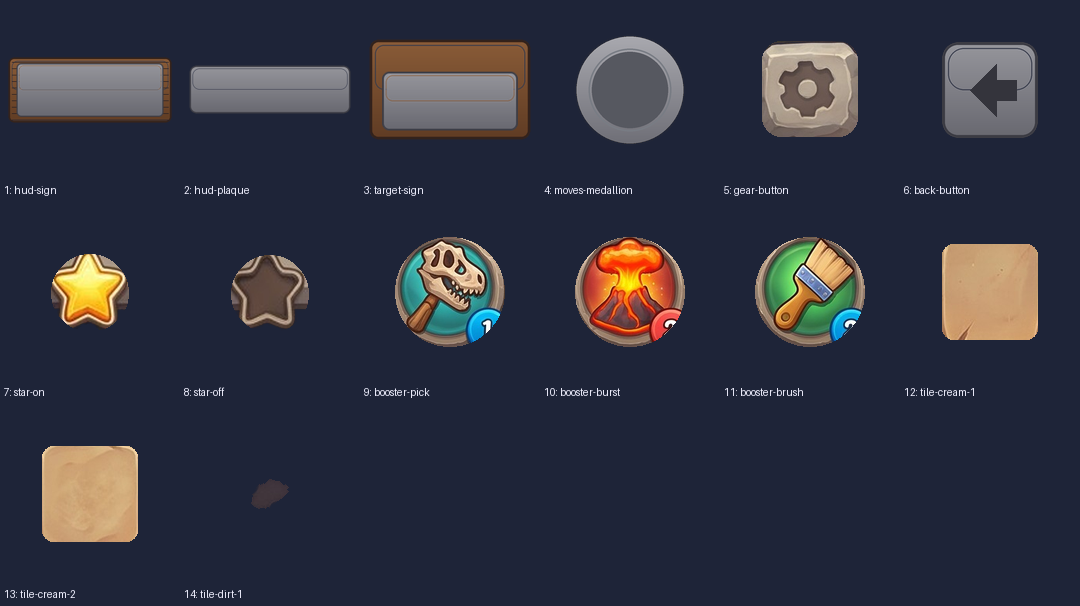 1: hud-sign
2: hud-plaque
3: target-sign
4: moves-medallion
5: gear-button
6: back-button
1
7: star-on
8: star-off
9: booster-pick
10: booster-burst
11: booster-brush
12: tile-cream-1
13: tile-cream-2
14: tile-dirt-1